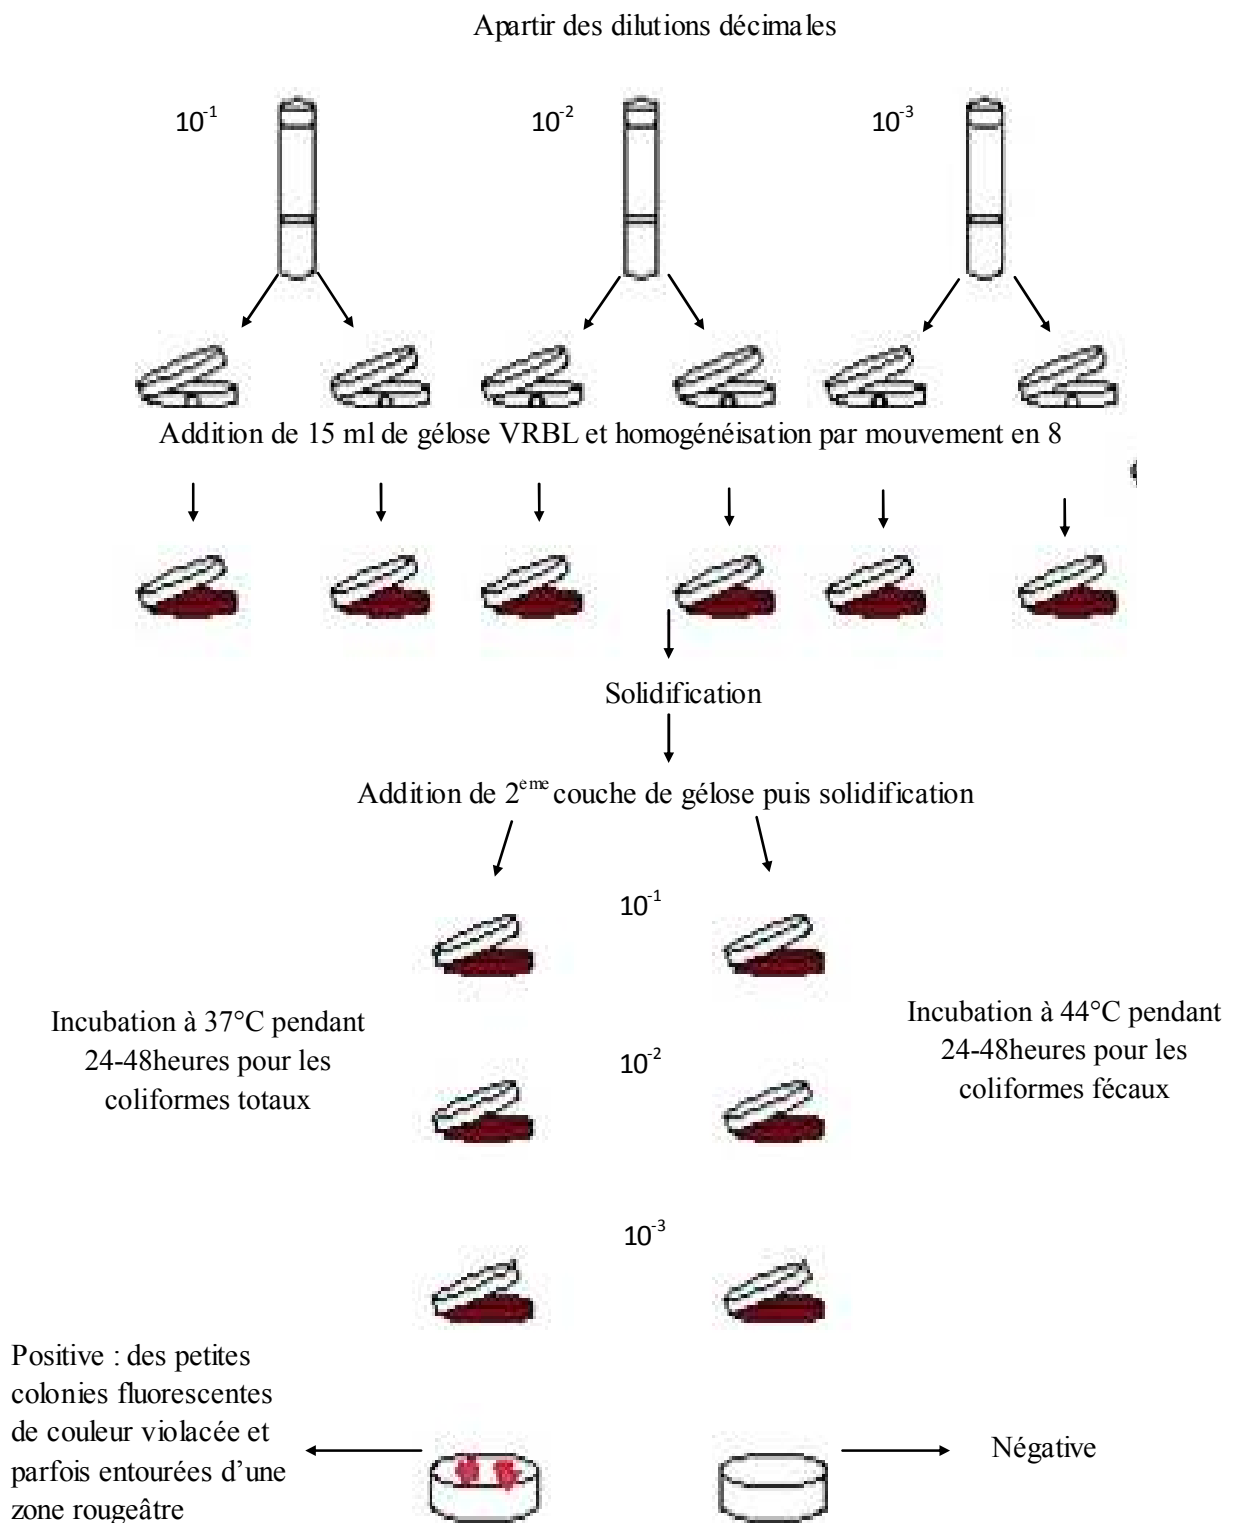 Apartir des dilutions décimales
10⁻¹
10⁻²
10⁻³
Addition de 15 ml de gélose VRBL et homogénéisation par mouvement en 8
Solidification
Addition de 2ᵉᵐᵉ couche de gélose puis solidification
10⁻¹
Incubation à 37°C pendant
24-48heures pour les
coliformes totaux
10⁻²
Incubation à 44°C pendant
24-48heures pour les
coliformes fécaux
10⁻³
Positive : des petites
colonies fluorescentes
de couleur violacée et
parfois entourées d’une
zone rougeâtre
Négative